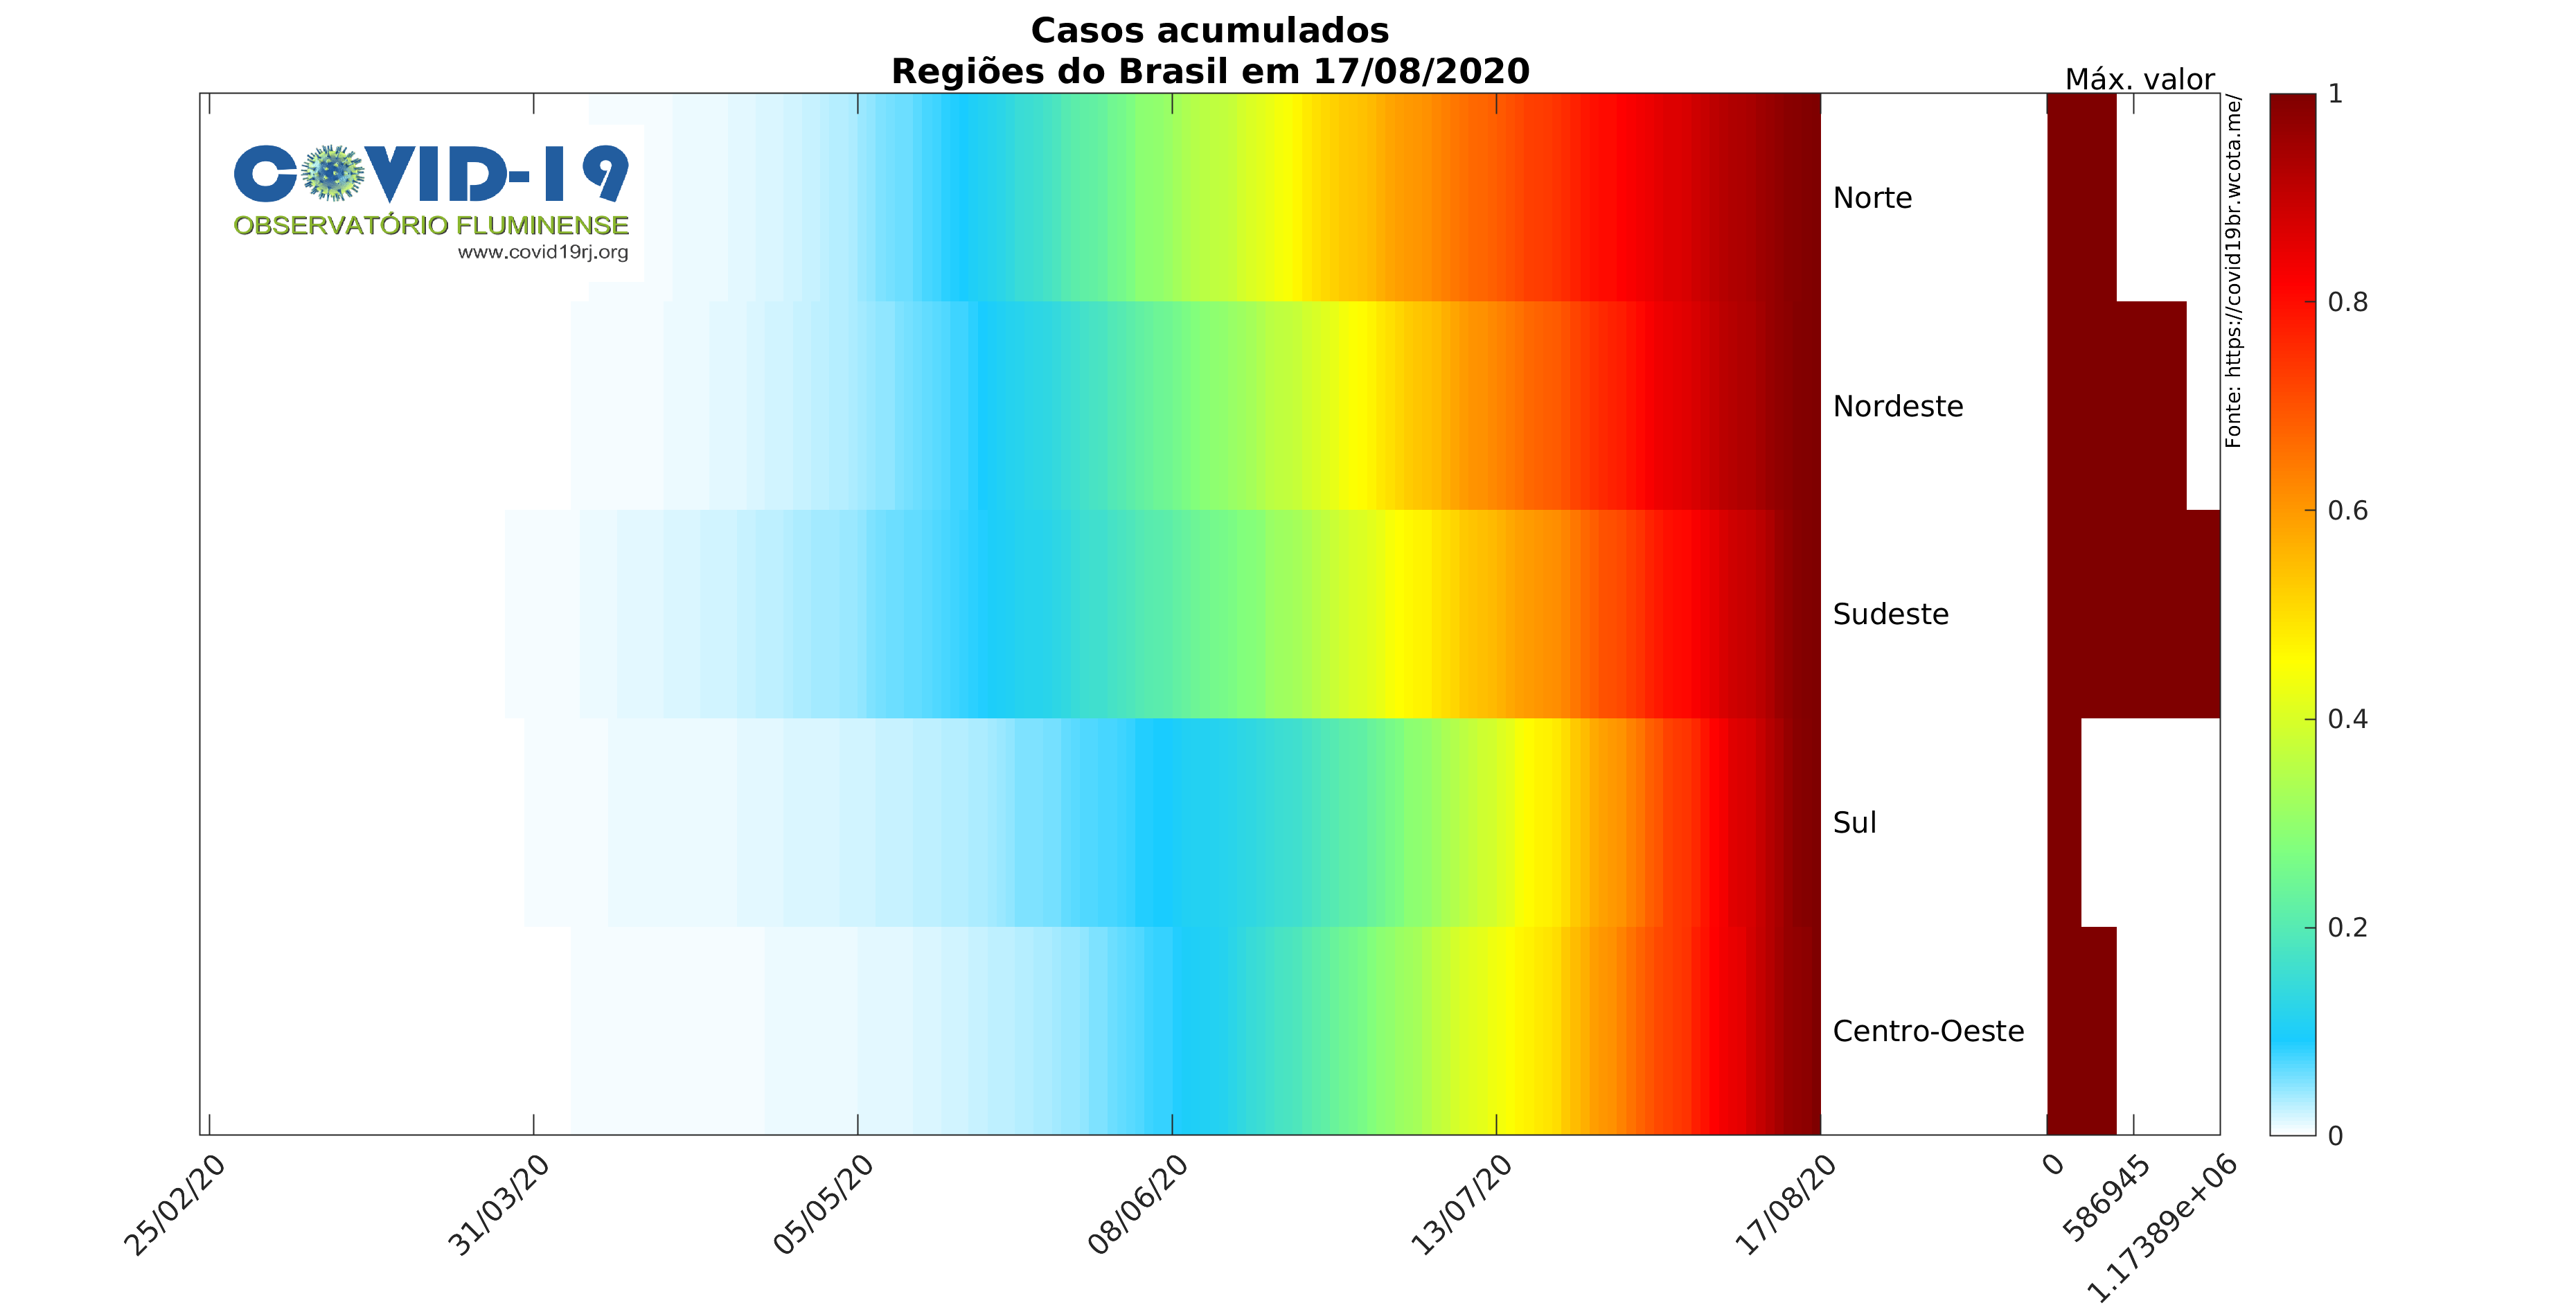 Casos acumulados
Regiões do Brasil em 17/08/2020
Máx. valor
COVID-19
OBSERVATÓRIO FLUMINENSE
www.covid19rj.org
Norte
Nordeste
Sudeste
Sul
Centro-Oeste
Fonte: https://covid19br.wcota.me/
1
0.8
0.6
0.4
0.2
0
25/02/20
31/03/20
05/05/20
08/06/20
13/07/20
17/08/20
0
586945
1.17389e+06